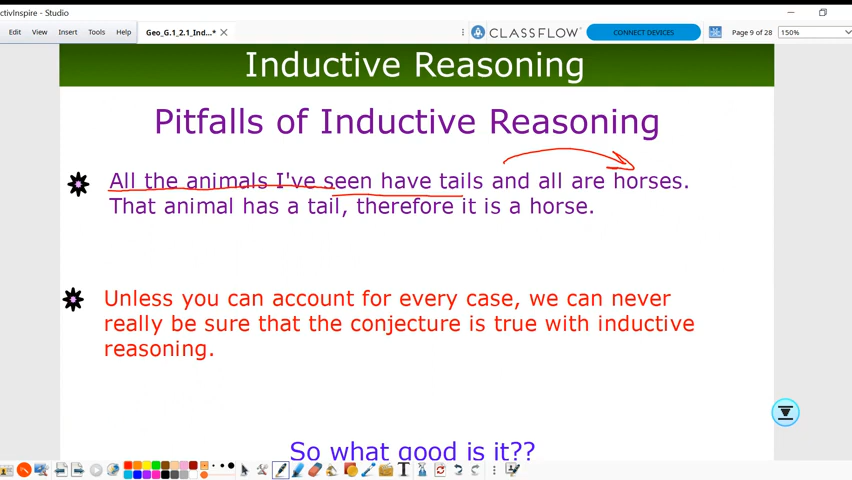 ctivInspire - Studio
Edit View Insert Tools Help Geo_G.1_2.1_Ind...* CLASSFLOW CONNECT DEVICES Page 9 of 28 150%
Inductive Reasoning
Pitfalls of Inductive Reasoning
All the animals I've seen have tails and all are horses.
That animal has a tail, therefore it is a horse.
Unless you can account for every case, we can never
really be sure that the conjecture is true with inductive
reasoning.
So what good is it??